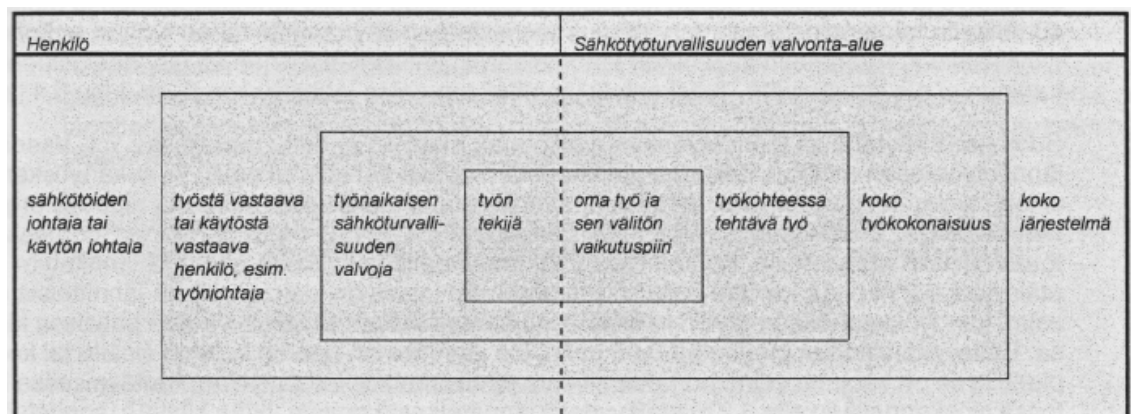 Henkilö
Sähkötyöturvallisuuden valvonta-alue
sähkötöiden
johtaja tai
käytön johtaja
työstä vastaava
tai käytöstä
vastaava
henkilö, esim.
työnjohtaja
työnaikaisen
sähköturvalli-
suuden
valvoja
työn
tekijä
oma työ ja
sen välitön
vaikutuspiiri
työkohteessa
tehtävä työ
koko
työkokonaisuus
koko
järjestelmä